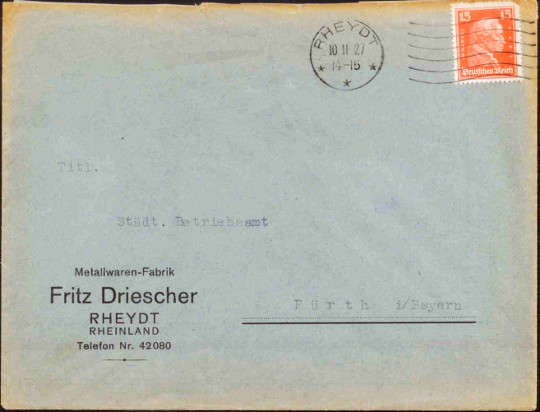 RHEYDT
10.11.27
14-15
15 15
Deutsches Reich
Titl.
Städt. Betriebsamt
Metallwaren-Fabrik
Fritz Driescher
RHEYDT
RHEINLAND
Telefon Nr. 42080
Fürth i/Bayern